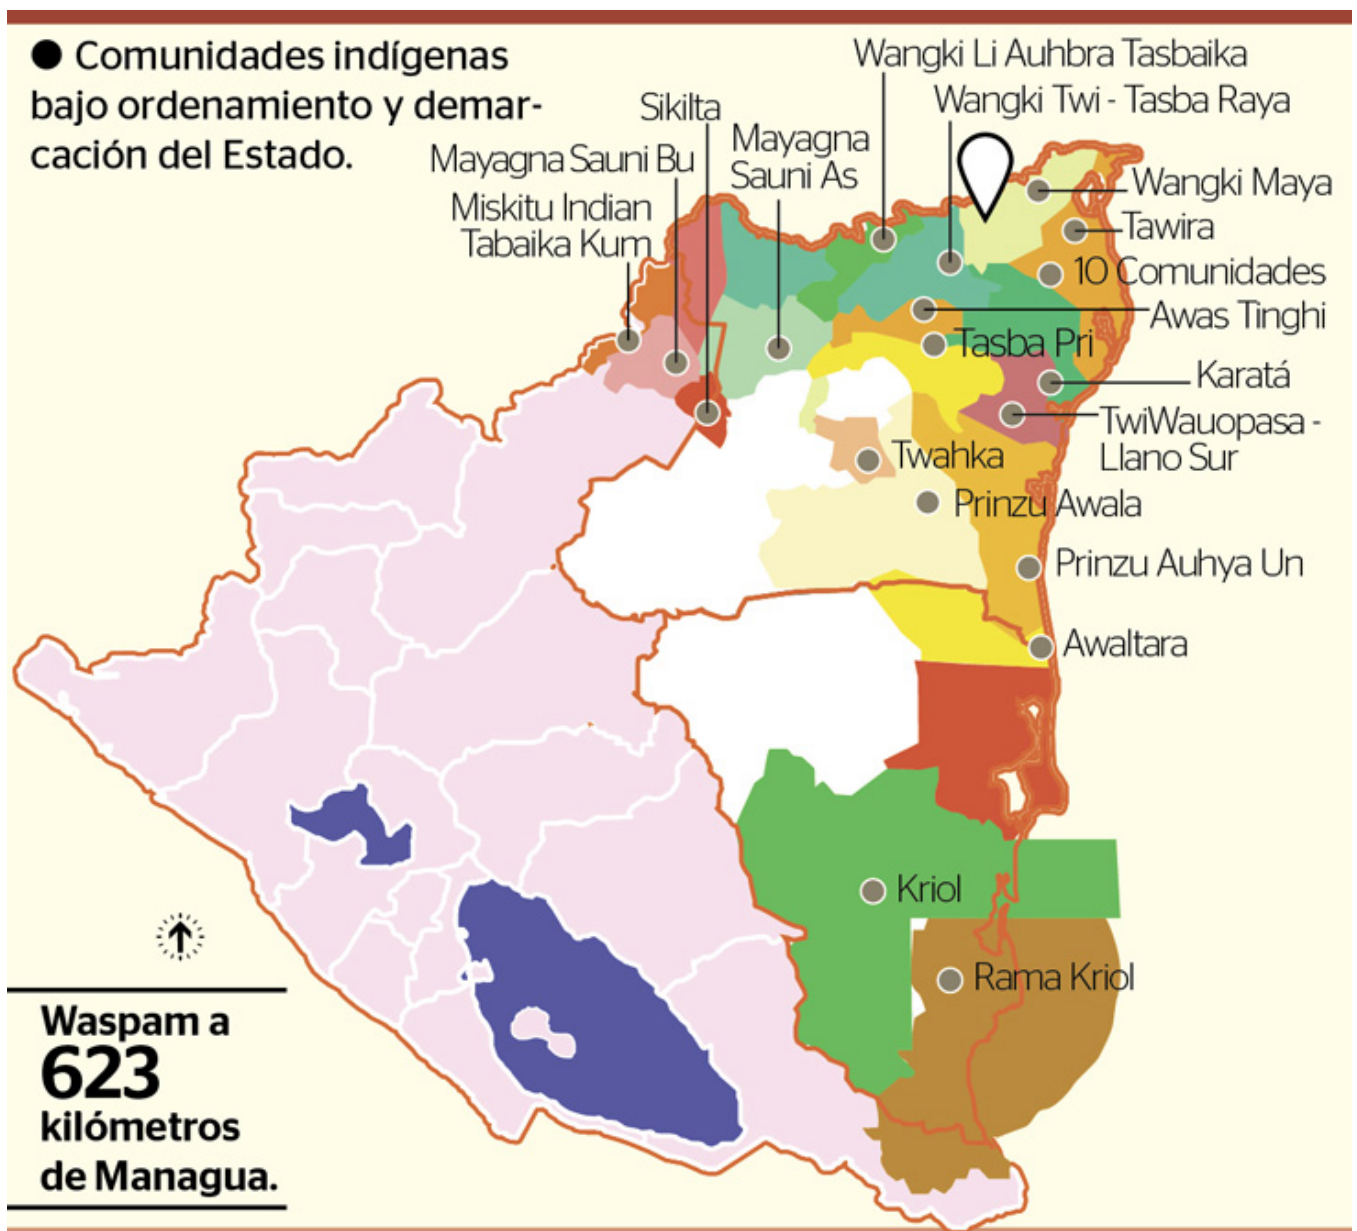 ● Comunidades indígenas
bajo ordenamiento y demar-
cación del Estado.
Wangki Li Auhbra Tasbaika
Wangki Twi - Tasba Raya
Sikilta
Mayagna
Sauni As
Mayagna Sauni Bu
Miskitu Indian
Tabaika Kum
Wangki Maya
Tawira
10 Comunidades
Awas Tinghi
Tasba Pri
Karatá
TwiWauopasa -
Llano Sur
Twahka
Prinzu Awala
Prinzu Auhya Un
Awaltara
Kriol
Rama Kriol
Waspam a
623
kilómetros
de Managua.